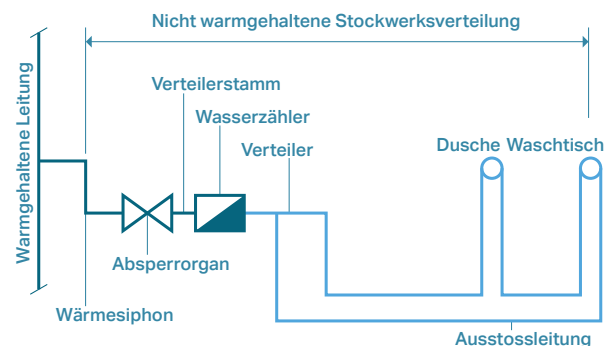 Nicht warmgehaltene Stockwerksverteilung
Warmgehaltene Leitung
Verteilerstamm
Wasserzähler
Verteiler
Dusche Waschtisch
Absperrorgan
Wärmesiphon
Ausstossleitung